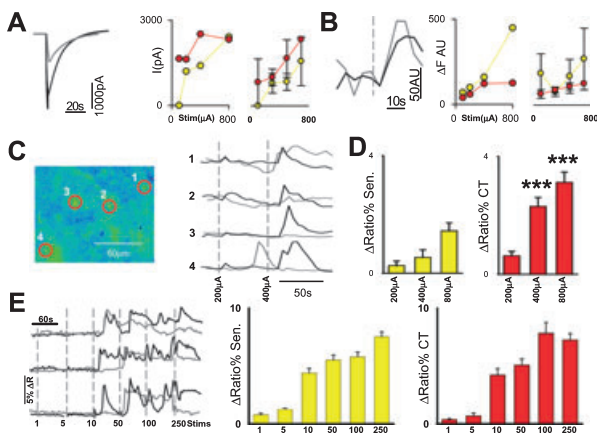 A
20s
1000pA
3000
I(pA)
0
0 Stim(μA) 800
0 800
B
10s
50AU
500
ΔF AU
0
0 Stim(μA) 800
0 800
C
1
2
3
4
60μm
1
2
3
4
200μA
400μA
50s
D
4
ΔRatio% Sen.
0
200μA
400μA
800μA
4
ΔRatio% CT
0
***
***
200μA
400μA
800μA
E
60s
5% ΔR
1 5 10 50 100 250Stims
10
ΔRatio% Sen.
0
1 5 10 50 100 250
10
ΔRatio% CT
0
1 5 10 50 100 250